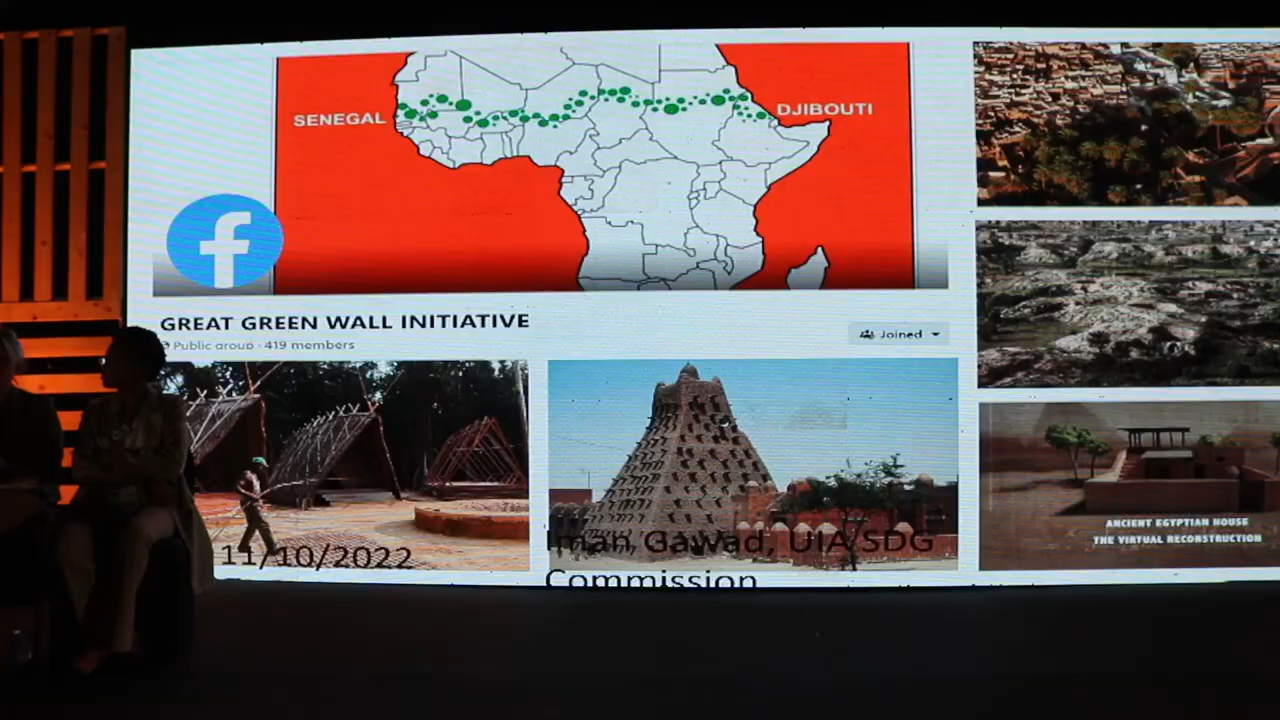 SENEGAL
DJIBOUTI
f
GREAT GREEN WALL INITIATIVE
Public group · 419 members
Joined
11/10/2022
Iman Gawad, UIA/SDG
Commission
ANCIENT EGYPTIAN HOUSE
THE VIRTUAL RECONSTRUCTION